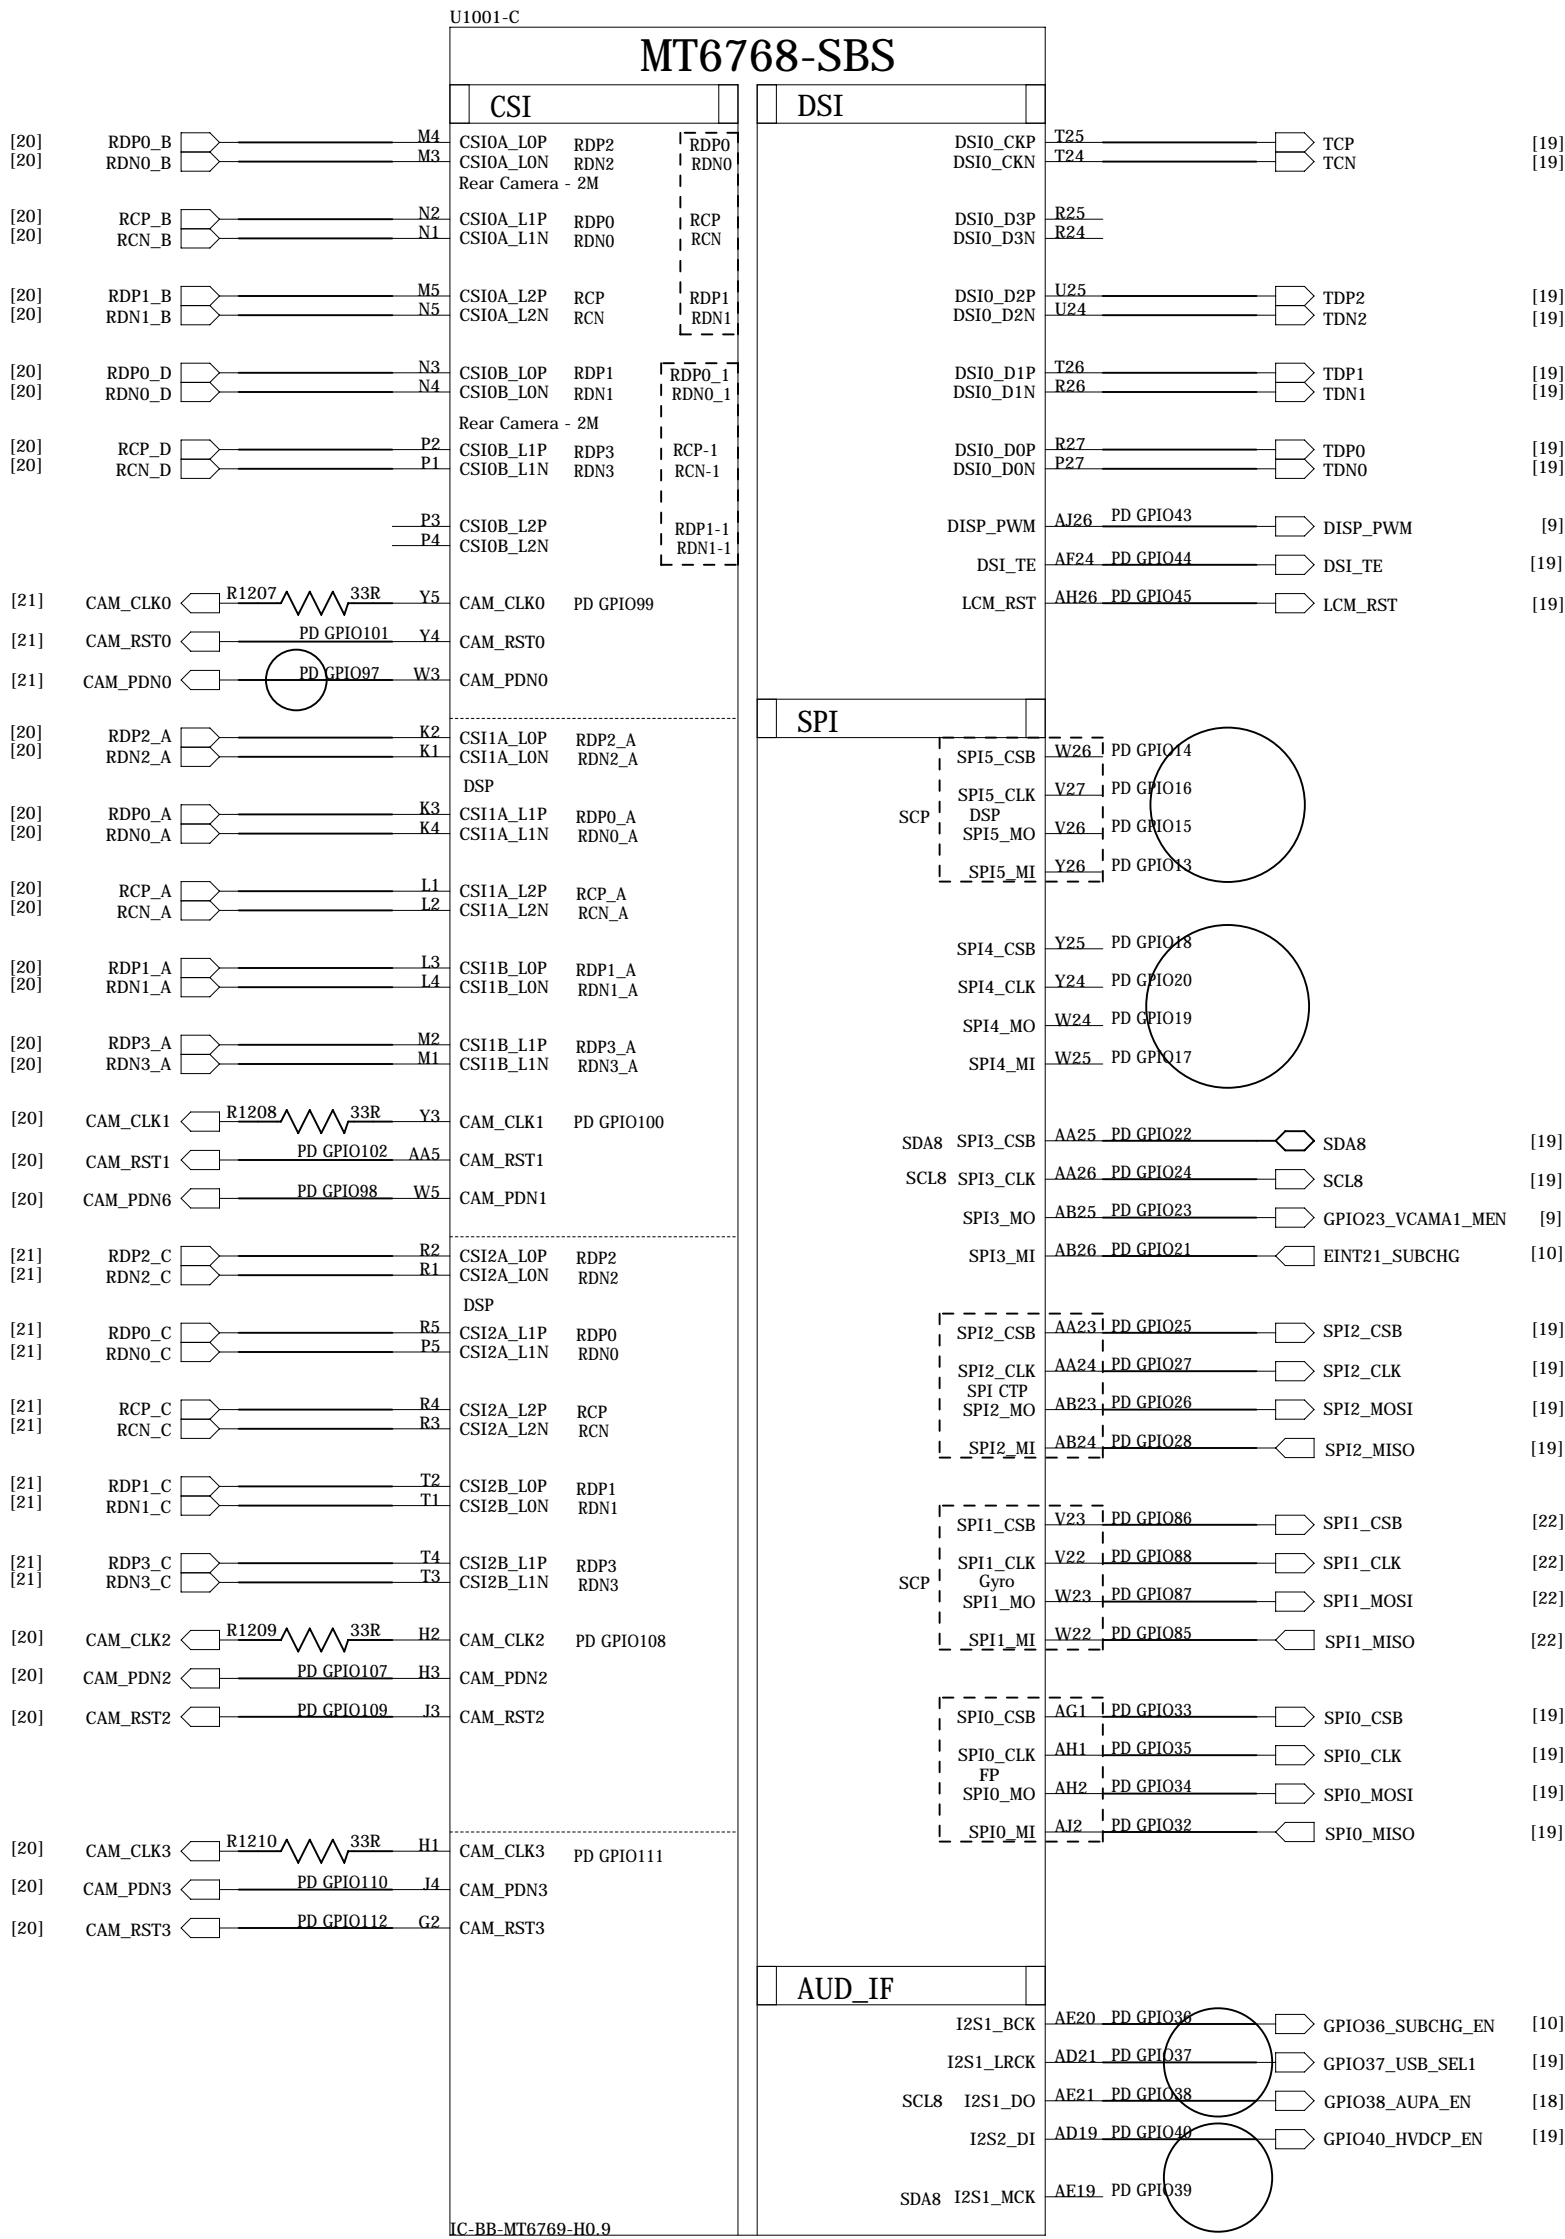 U1001-C
MT6768-SBS
CSI
[20] RDP0_B M4 CSI0A_L0P RDP2 RDP0
[20] RDN0_B M3 CSI0A_L0N RDN2 RDN0
Rear Camera - 2M
[20] RCP_B N2 CSI0A_L1P RDP0 RCP
[20] RCN_B N1 CSI0A_L1N RDN0 RCN
[20] RDP1_B M5 CSI0A_L2P RCP RDP1
[20] RDN1_B N5 CSI0A_L2N RCN RDN1
[20] RDP0_D N3 CSI0B_L0P RDP1 RDP0_1
[20] RDN0_D N4 CSI0B_L0N RDN1 RDN0_1
Rear Camera - 2M
[20] RCP_D P2 CSI0B_L1P RDP3 RCP-1
[20] RCN_D P1 CSI0B_L1N RDN3 RCN-1
P3 CSI0B_L2P RDP1-1
P4 CSI0B_L2N RDN1-1
[21] CAM_CLK0 R1207 33R Y5 CAM_CLK0 PD GPIO99
[21] CAM_RST0 PD GPIO101 Y4 CAM_RST0
[21] CAM_PDN0 PD GPIO97 W3 CAM_PDN0
[20] RDP2_A K2 CSI1A_L0P RDP2_A
[20] RDN2_A K1 CSI1A_L0N RDN2_A
DSP
[20] RDP0_A K3 CSI1A_L1P RDP0_A
[20] RDN0_A K4 CSI1A_L1N RDN0_A
[20] RCP_A L1 CSI1A_L2P RCP_A
[20] RCN_A L2 CSI1A_L2N RCN_A
[20] RDP1_A L3 CSI1B_L0P RDP1_A
[20] RDN1_A L4 CSI1B_L0N RDN1_A
[20] RDP3_A M2 CSI1B_L1P RDP3_A
[20] RDN3_A M1 CSI1B_L1N RDN3_A
[20] CAM_CLK1 R1208 33R Y3 CAM_CLK1 PD GPIO100
[20] CAM_RST1 PD GPIO102 AA5 CAM_RST1
[20] CAM_PDN6 PD GPIO98 W5 CAM_PDN1
[21] RDP2_C R2 CSI2A_L0P RDP2
[21] RDN2_C R1 CSI2A_L0N RDN2
DSP
[21] RDP0_C R5 CSI2A_L1P RDP0
[21] RDN0_C P5 CSI2A_L1N RDN0
[21] RCP_C R4 CSI2A_L2P RCP
[21] RCN_C R3 CSI2A_L2N RCN
[21] RDP1_C T2 CSI2B_L0P RDP1
[21] RDN1_C T1 CSI2B_L0N RDN1
[21] RDP3_C T4 CSI2B_L1P RDP3
[21] RDN3_C T3 CSI2B_L1N RDN3
[20] CAM_CLK2 R1209 33R H2 CAM_CLK2 PD GPIO108
[20] CAM_PDN2 PD GPIO107 H3 CAM_PDN2
[20] CAM_RST2 PD GPIO109 J3 CAM_RST2
[20] CAM_CLK3 R1210 33R H1 CAM_CLK3 PD GPIO111
[20] CAM_PDN3 PD GPIO110 J4 CAM_PDN3
[20] CAM_RST3 PD GPIO112 G2 CAM_RST3
IC-BB-MT6769-H0.9
DSI
DSI0_CKP T25 TCP [19]
DSI0_CKN T24 TCN [19]
DSI0_D3P R25
DSI0_D3N R24
DSI0_D2P U25 TDP2 [19]
DSI0_D2N U24 TDN2 [19]
DSI0_D1P T26 TDP1 [19]
DSI0_D1N R26 TDN1 [19]
DSI0_D0P R27 TDP0 [19]
DSI0_D0N P27 TDN0 [19]
DISP_PWM AJ26 PD GPIO43 DISP_PWM [9]
DSI_TE AF24 PD GPIO44 DSI_TE [19]
LCM_RST AH26 PD GPIO45 LCM_RST [19]
SPI
SPI5_CSB W26 PD GPIO14
SPI5_CLK V27 PD GPIO16
SCP DSP
SPI5_MO V26 PD GPIO15
SPI5_MI Y26 PD GPIO13
SPI4_CSB Y25 PD GPIO18
SPI4_CLK Y24 PD GPIO20
SPI4_MO W24 PD GPIO19
SPI4_MI W25 PD GPIO17
SDA8 SPI3_CSB AA25 PD GPIO22 SDA8 [19]
SCL8 SPI3_CLK AA26 PD GPIO24 SCL8 [19]
SPI3_MO AB25 PD GPIO23 GPIO23_VCAMA1_MEN [9]
SPI3_MI AB26 PD GPIO21 EINT21_SUBCHG [10]
SPI2_CSB AA23 PD GPIO25 SPI2_CSB [19]
SPI2_CLK AA24 PD GPIO27 SPI2_CLK [19]
SPI CTP
SPI2_MO AB23 PD GPIO26 SPI2_MOSI [19]
SPI2_MI AB24 PD GPIO28 SPI2_MISO [19]
SPI1_CSB V23 PD GPIO86 SPI1_CSB [22]
SPI1_CLK V22 PD GPIO88 SPI1_CLK [22]
SCP Gyro
SPI1_MO W23 PD GPIO87 SPI1_MOSI [22]
SPI1_MI W22 PD GPIO85 SPI1_MISO [22]
SPI0_CSB AG1 PD GPIO33 SPI0_CSB [19]
SPI0_CLK AH1 PD GPIO35 SPI0_CLK [19]
FP
SPI0_MO AH2 PD GPIO34 SPI0_MOSI [19]
SPI0_MI AJ2 PD GPIO32 SPI0_MISO [19]
AUD_IF
I2S1_BCK AE20 PD GPIO36 GPIO36_SUBCHG_EN [10]
I2S1_LRCK AD21 PD GPIO37 GPIO37_USB_SEL1 [19]
SCL8 I2S1_DO AE21 PD GPIO38 GPIO38_AUPA_EN [18]
I2S2_DI AD19 PD GPIO40 GPIO40_HVDCP_EN [19]
SDA8 I2S1_MCK AE19 PD GPIO39